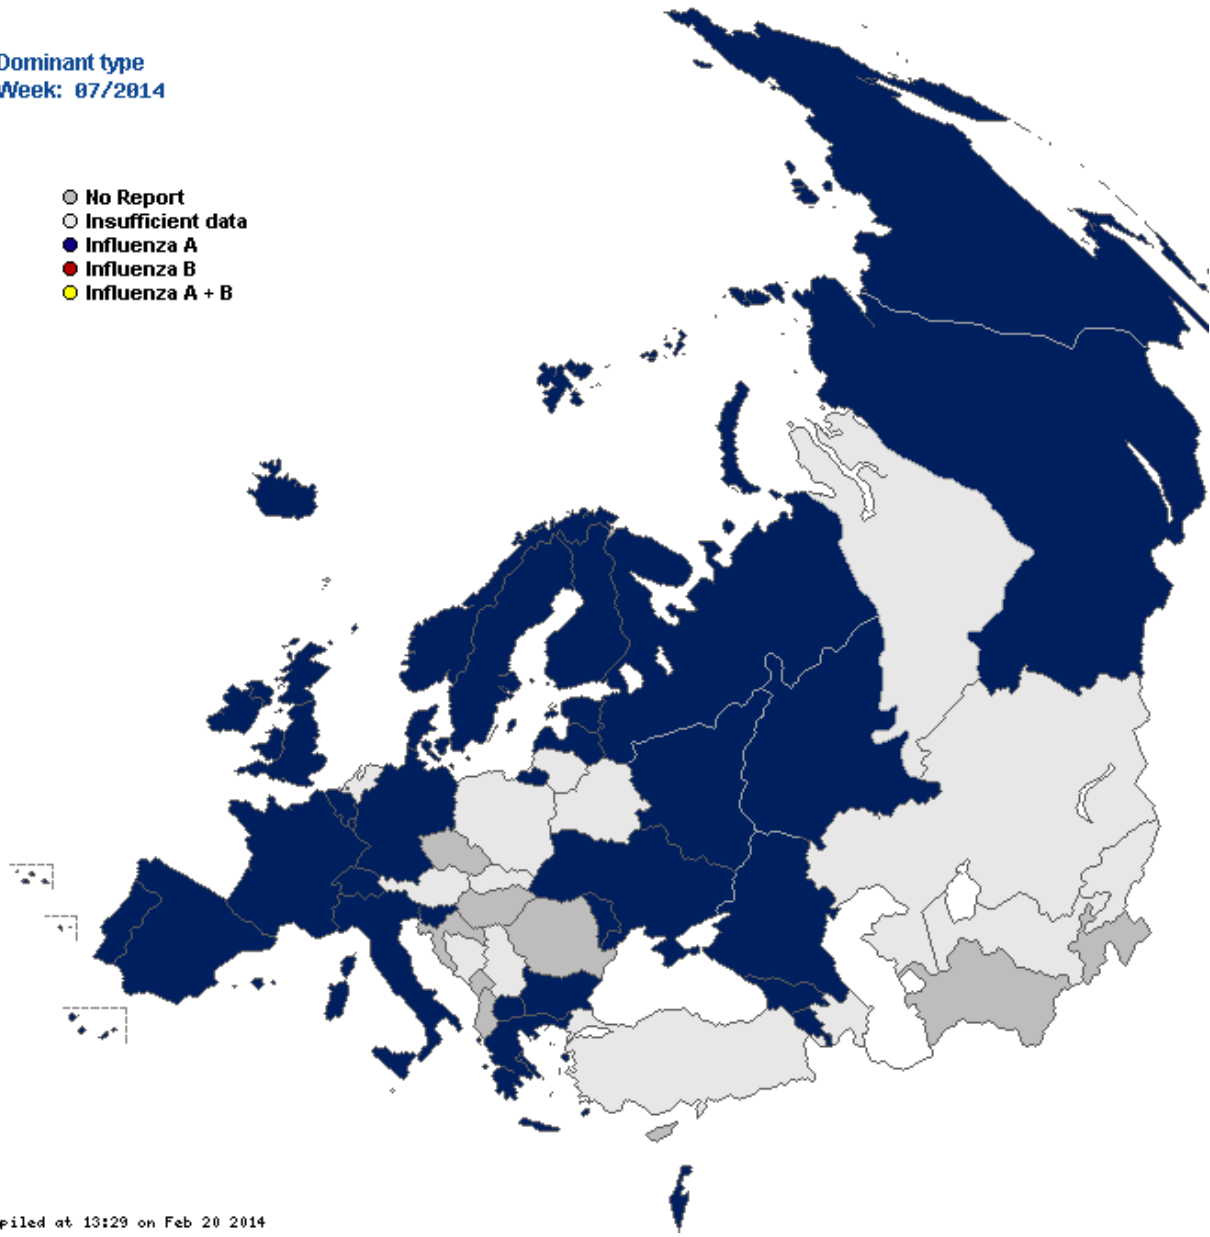 Dominant type
Week: 07/2014
No Report
Insufficient data
Influenza A
Influenza B
Influenza A + B
piled at 13:29 on Feb 20 2014